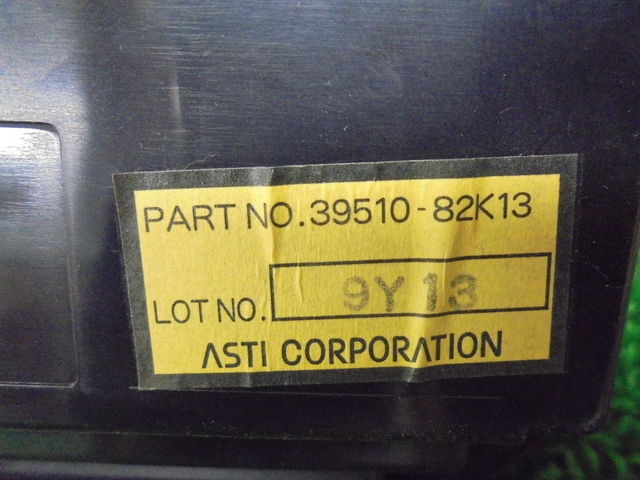 PART NO.39510-82K13
LOT NO. 9Y13
ASTI CORPORATION